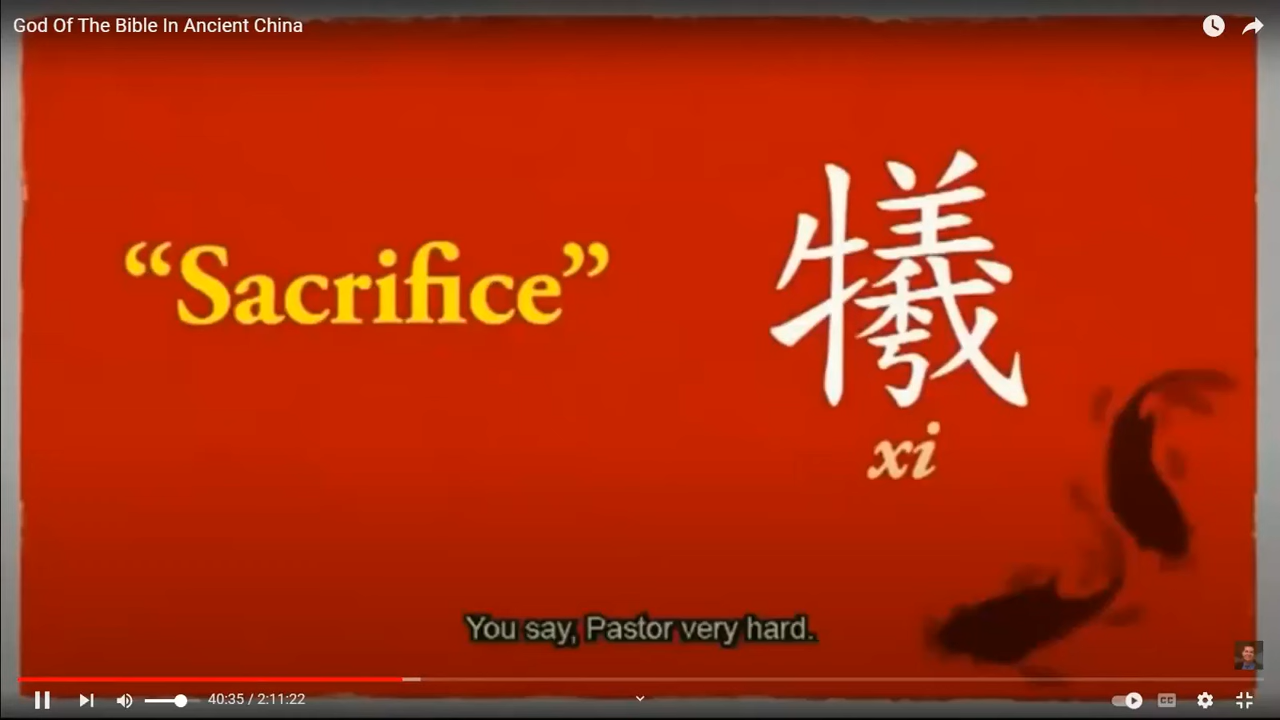 God Of The Bible In Ancient China
“Sacrifice”
犧
xi
You say, Pastor very hard.
40:35 / 2:11:22
CC